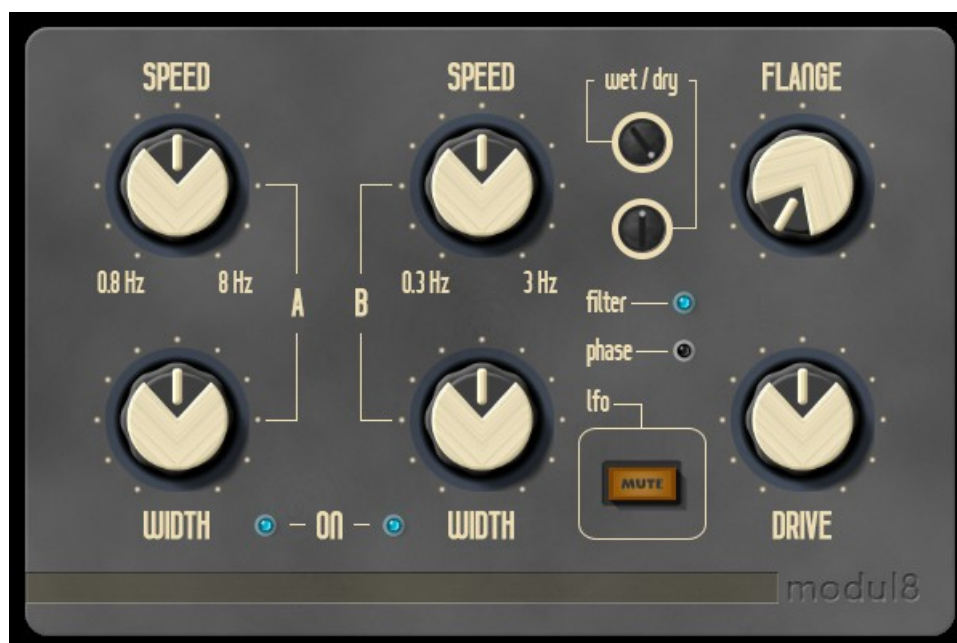 SPEED
SPEED
wet / dry
FLANGE
0.8 Hz
8 Hz
0.3 Hz
3 Hz
A
B
filter
phase
lfo
MUTE
WIDTH
ON
WIDTH
DRIVE
modul8